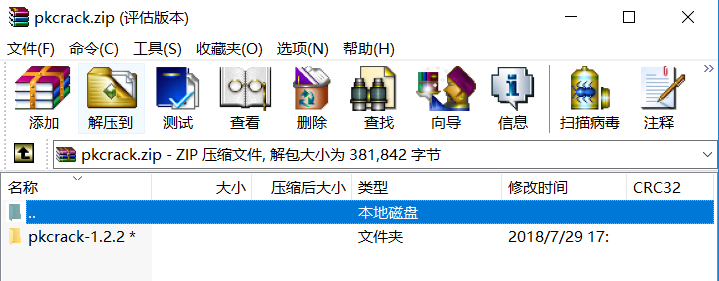 pkcrack.zip (评估版本)
文件(F) 命令(C) 工具(S) 收藏夹(O) 选项(N) 帮助(H)
添加 解压到 测试 查看 删除 查找 向导 信息 扫描病毒 注释
pkcrack.zip - ZIP 压缩文件, 解包大小为 381,842 字节
名称 大小 压缩后大小 类型 修改时间 CRC32
.. 本地磁盘
pkcrack-1.2.2 * 文件夹 2018/7/29 17: